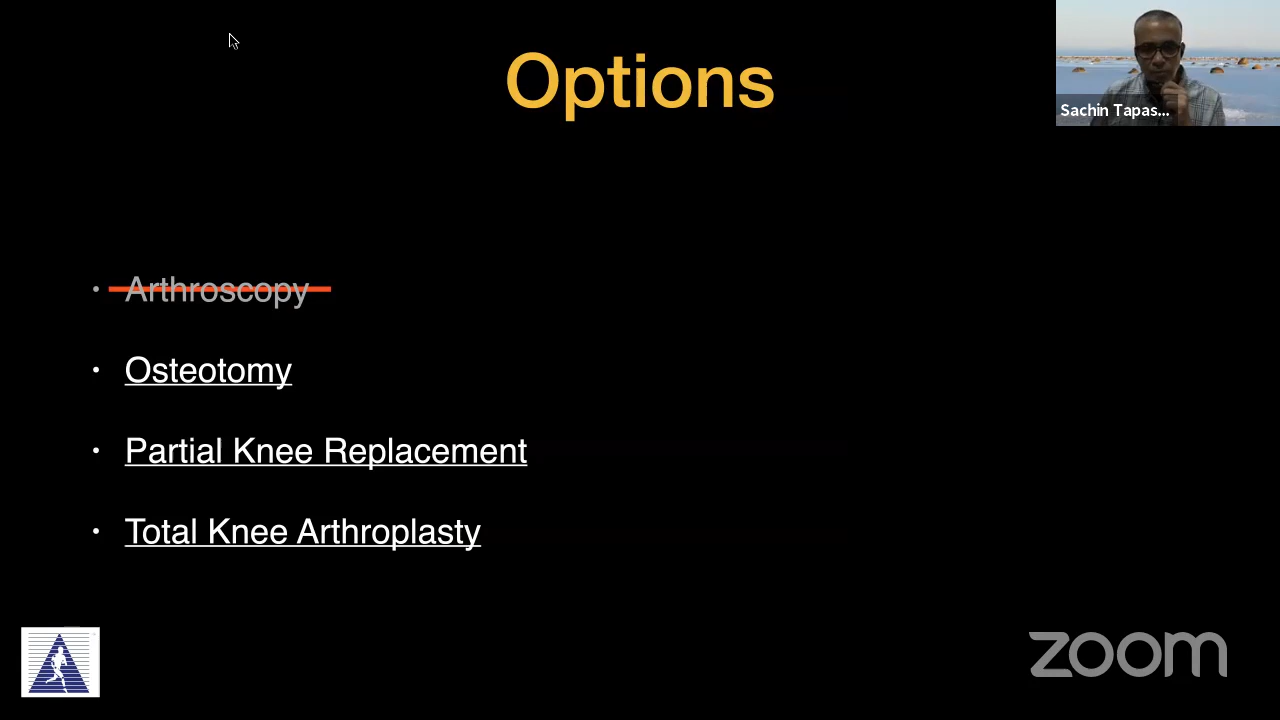 Options
Sachin Tapas...
• Arthroscopy
• Osteotomy
• Partial Knee Replacement
• Total Knee Arthroplasty
zoom